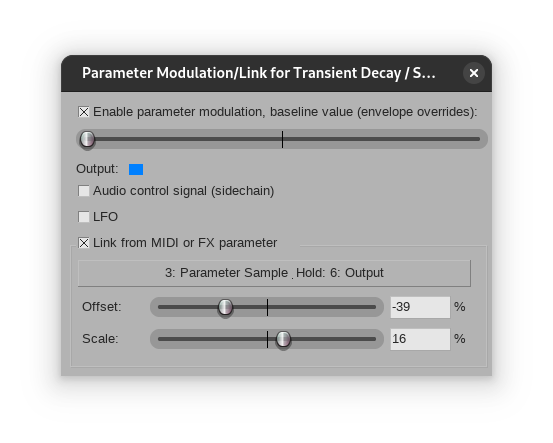 Parameter Modulation/Link for Transient Decay / S...
Enable parameter modulation, baseline value (envelope overrides):
Output:
Audio control signal (sidechain)
LFO
Link from MIDI or FX parameter
3: Parameter Sample _Hold: 6: Output
Offset: -39 %
Scale: 16 %